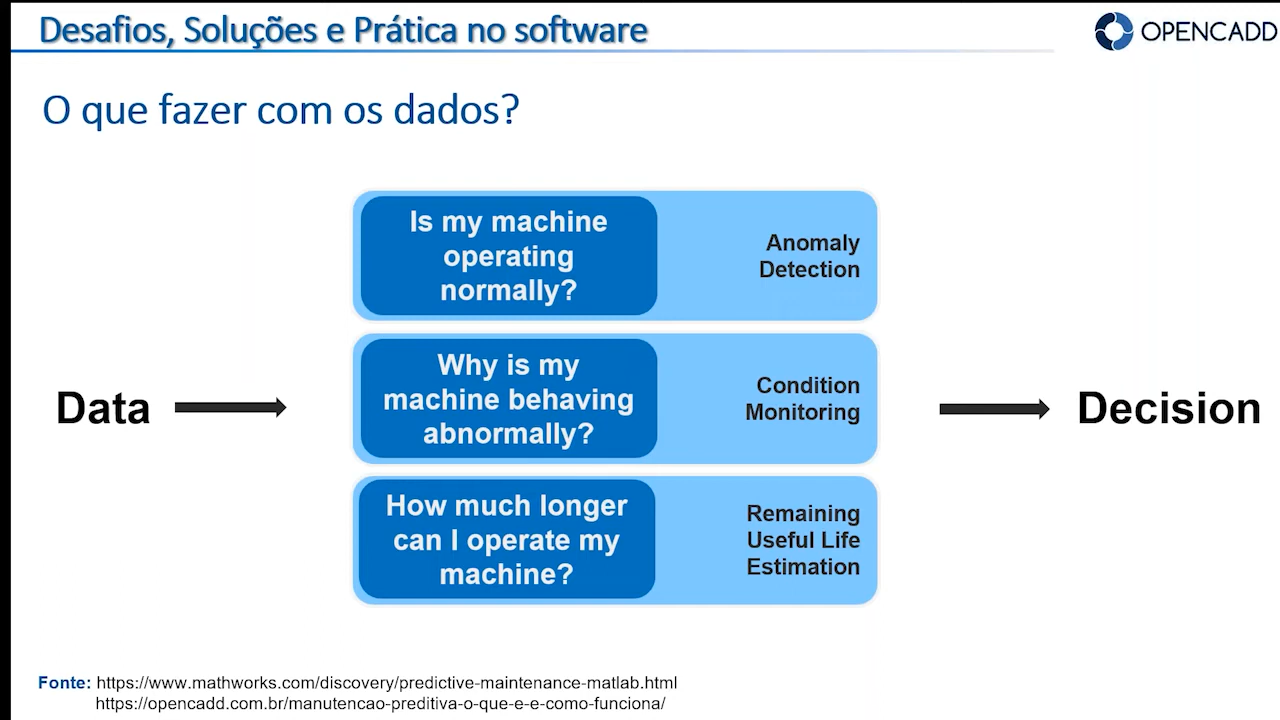 Desafios, Soluções e Prática no software
OPENCADD
O que fazer com os dados?
Is my machine
operating
normally?
Anomaly
Detection
Why is my
machine behaving
abnormally?
Condition
Monitoring
Data
Decision
How much longer
can I operate my
machine?
Remaining
Useful Life
Estimation
Fonte: https://www.mathworks.com/discovery/predictive-maintenance-matlab.html
https://opencadd.com.br/manutencao-preditiva-o-que-e-e-como-funciona/